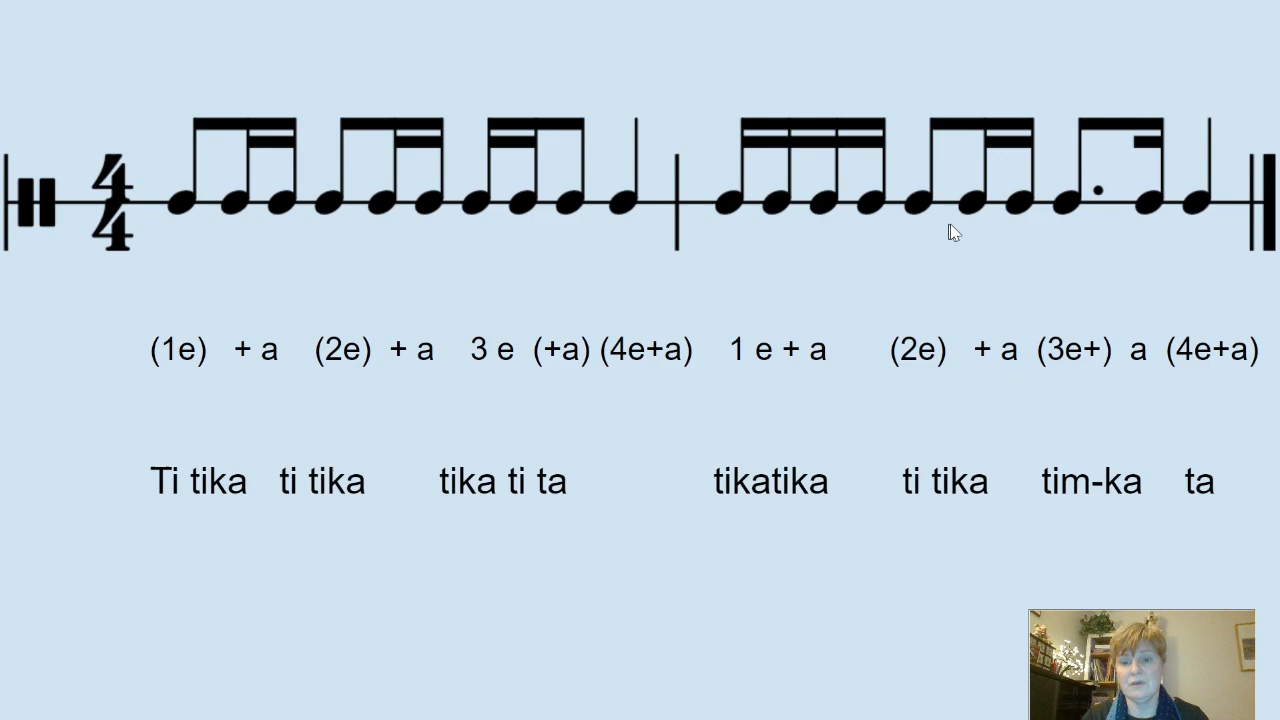 4
4
(1e) + a (2e) + a 3 e (+a) (4e+a) 1 e + a (2e) + a (3e+) a (4e+a)
Ti tika ti tika tika ti ta tikatika ti tika tim-ka ta